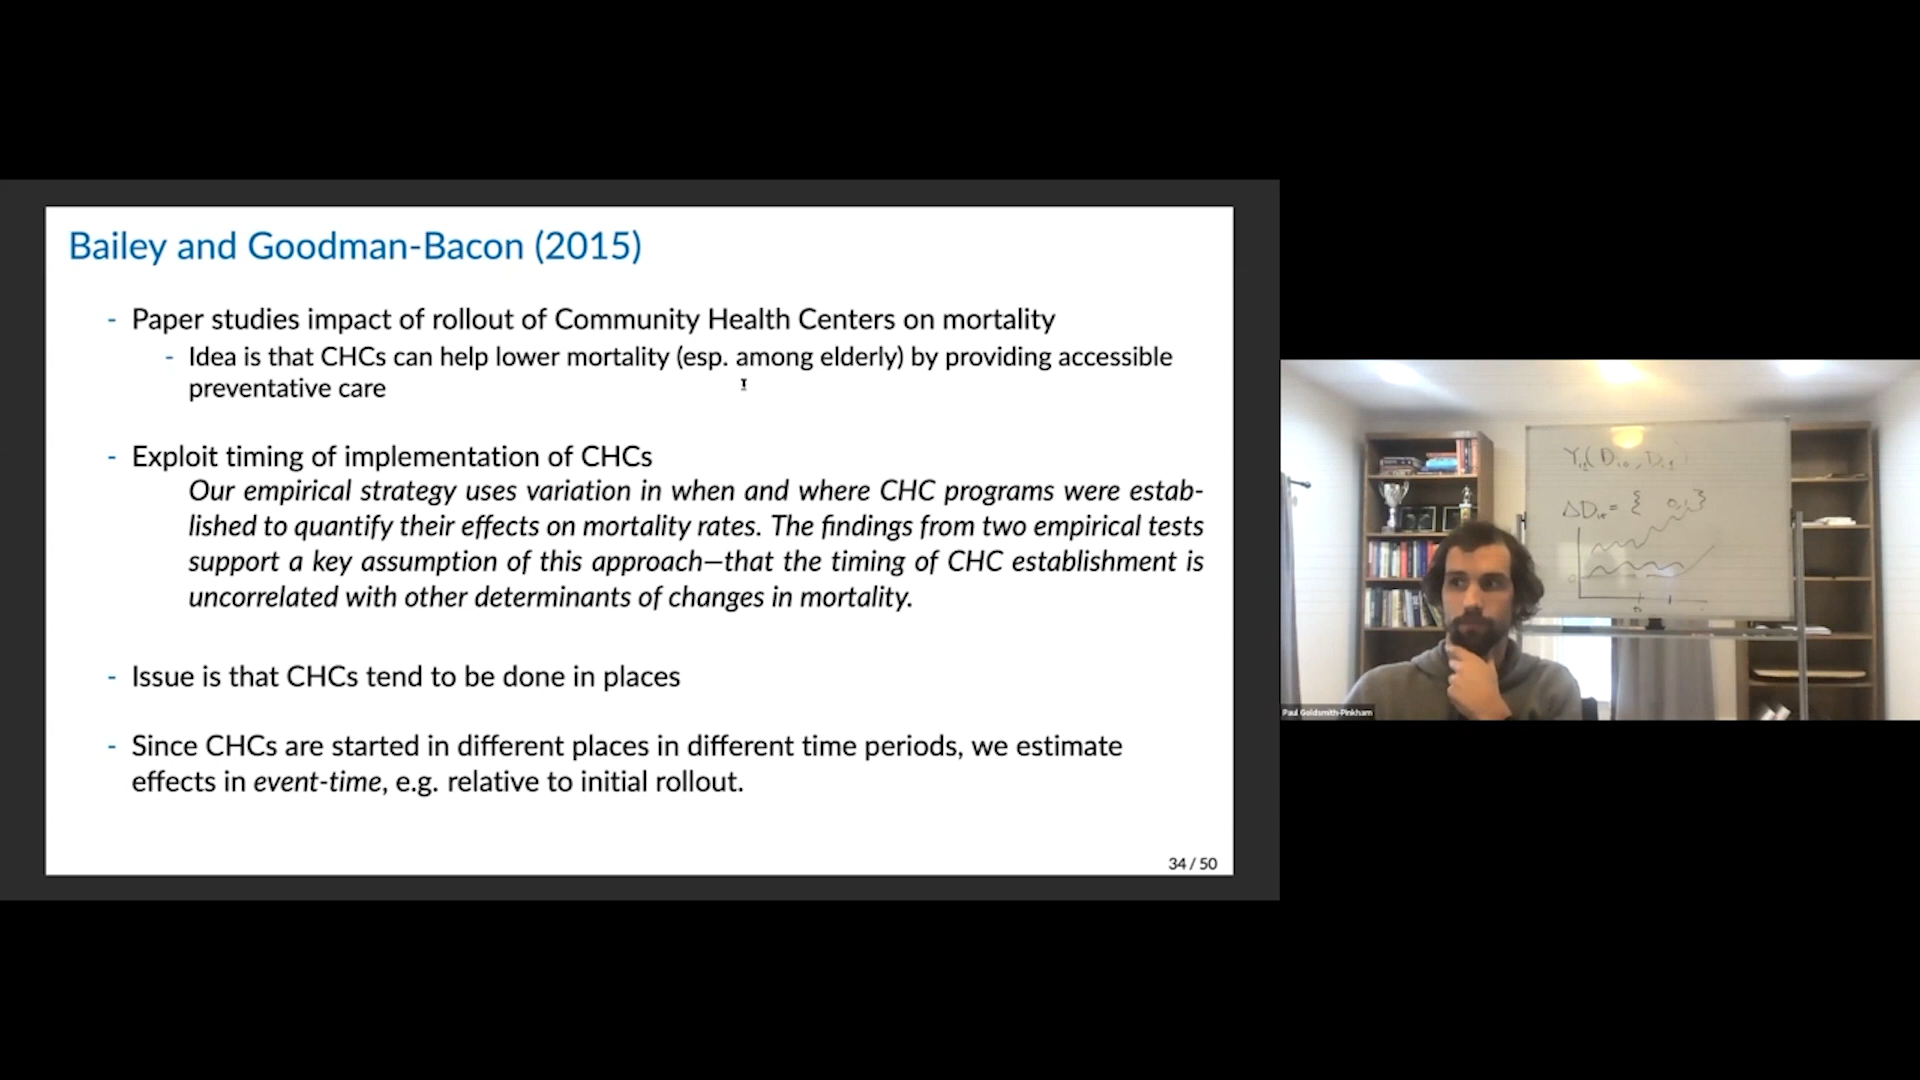 Bailey and Goodman-Bacon (2015)
- Paper studies impact of rollout of Community Health Centers on mortality
- Idea is that CHCs can help lower mortality (esp. among elderly) by providing accessible
preventative care
- Exploit timing of implementation of CHCs
Our empirical strategy uses variation in when and where CHC programs were estab-
lished to quantify their effects on mortality rates. The findings from two empirical tests
support a key assumption of this approach—that the timing of CHC establishment is
uncorrelated with other determinants of changes in mortality.
- Issue is that CHCs tend to be done in places
- Since CHCs are started in different places in different time periods, we estimate
effects in event-time, e.g. relative to initial rollout.
34 / 50
Paul Goldsmith-Pinkham